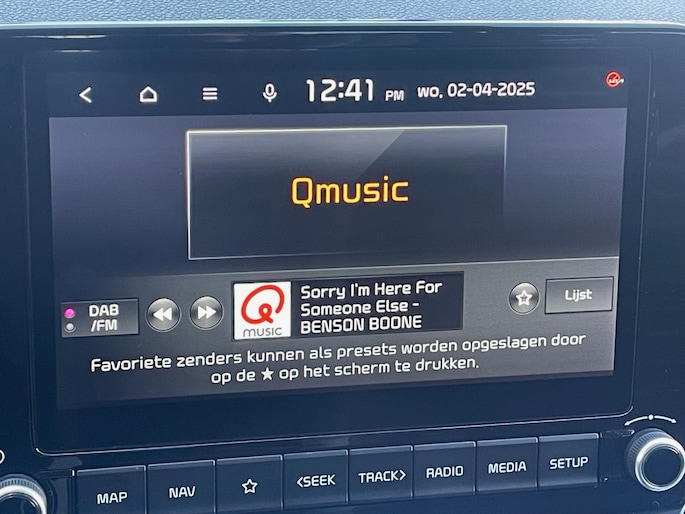 12:41 PM wo, 02-04-2025
Qmusic
DAB
/FM
MUSIC
Sorry I'm Here For
Someone Else -
BENSON BOONE
Lijst
Favoriete zenders kunnen als presets worden opgeslagen door
op de ★ op het scherm te drukken.
MAP
NAV
<SEEK
TRACK>
RADIO
MEDIA
SETUP